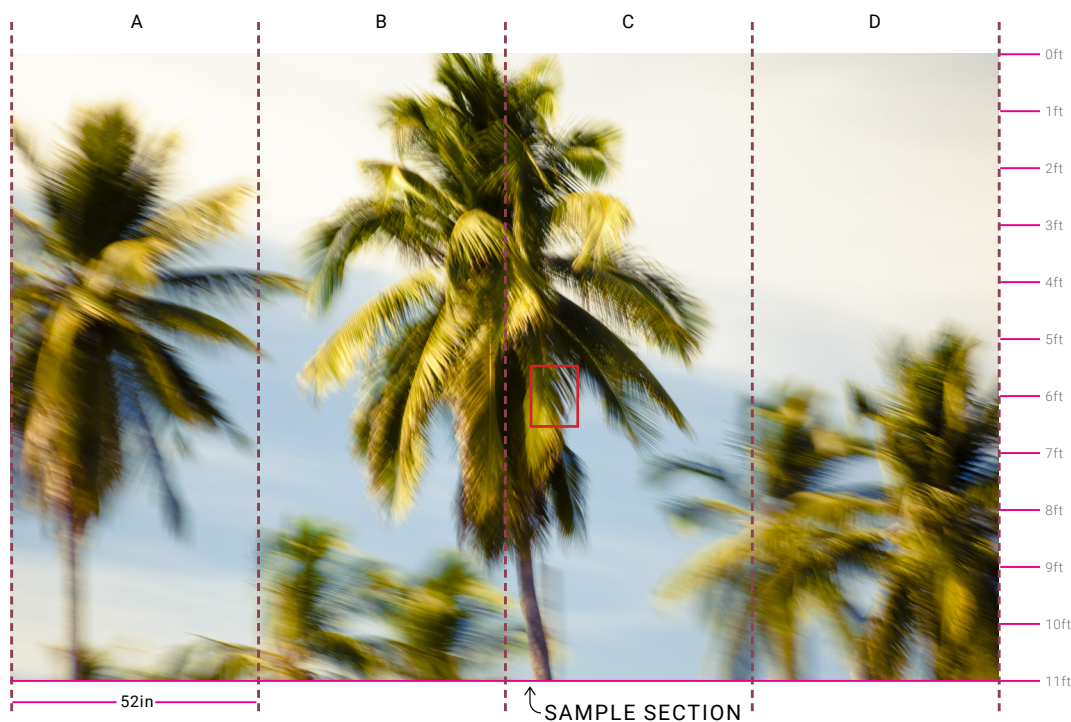 A B C D
0ft
1ft
2ft
3ft
4ft
5ft
6ft
7ft
8ft
9ft
10ft
11ft
52in
SAMPLE SECTION